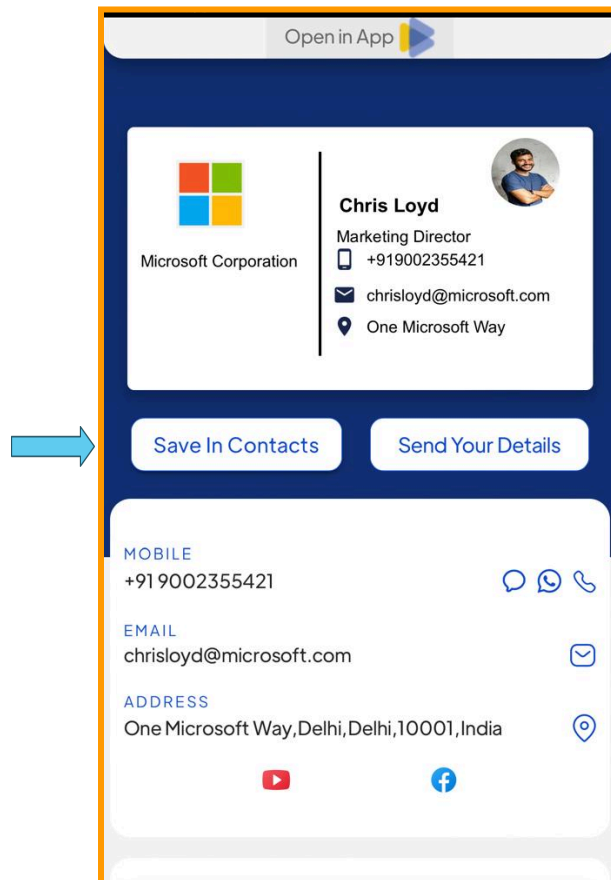 Open in App
Microsoft Corporation
Chris Loyd
Marketing Director
+919002355421
chrisloyd@microsoft.com
One Microsoft Way
Save In Contacts
Send Your Details
MOBILE
+91 9002355421
EMAIL
chrisloyd@microsoft.com
ADDRESS
One Microsoft Way,Delhi,Delhi,10001,India